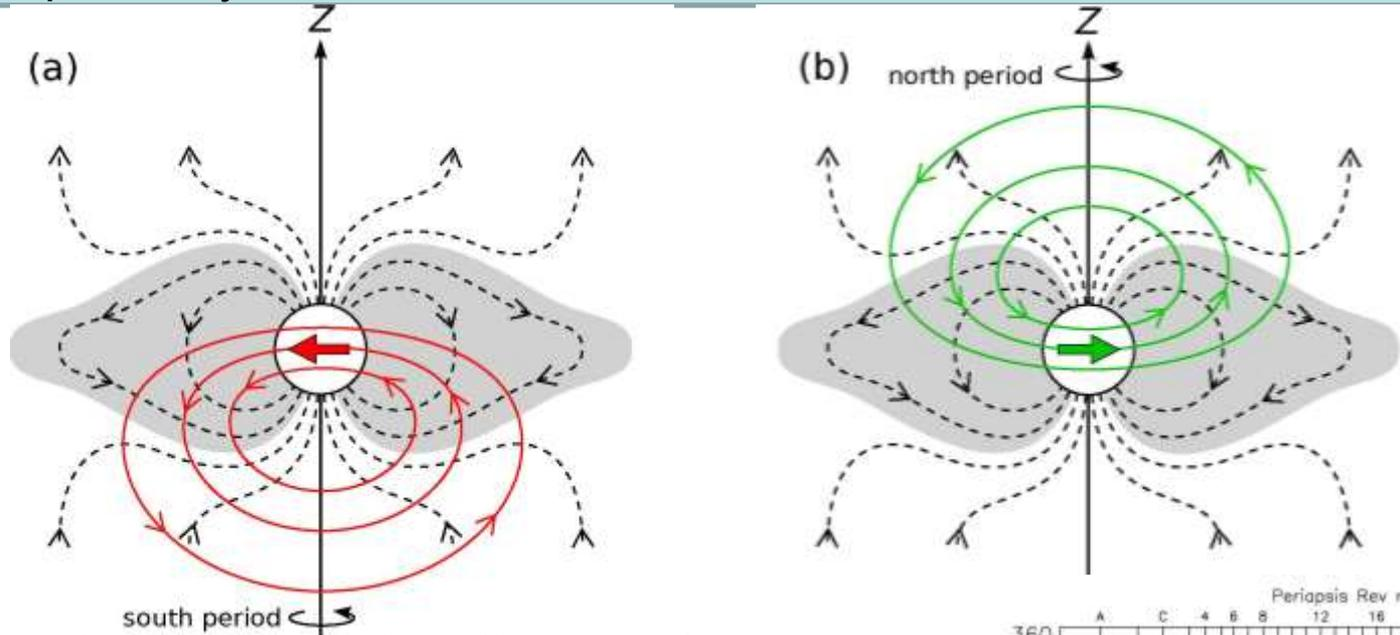 Z
(a)
south period
Z
(b)
north period
Periapsis Rev
A C 4 6 8 12 16
360